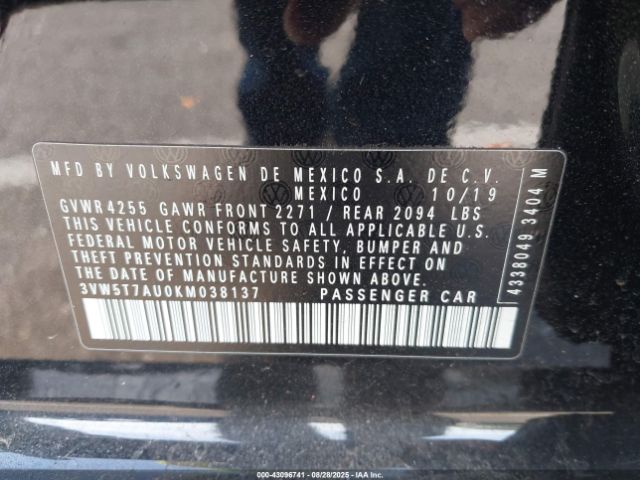 MFD BY VOLKSWAGEN DE MEXICO S.A. DE C.V.
MEXICO 10/19
GVWR 4255 GAWR FRONT 2271 / REAR 2094 LBS
THIS VEHICLE CONFORMS TO ALL APPLICABLE U.S.
FEDERAL MOTOR VEHICLE SAFETY, BUMPER AND
THEFT PREVENTION STANDARDS IN EFFECT ON
THE DATE OF MANUFACTURE SHOWN ABOVE.
3VW5T7AU0KM038137 PASSENGER CAR
4338049 3404 M
000-43096741 - 08/28/2025 - IAA Inc.